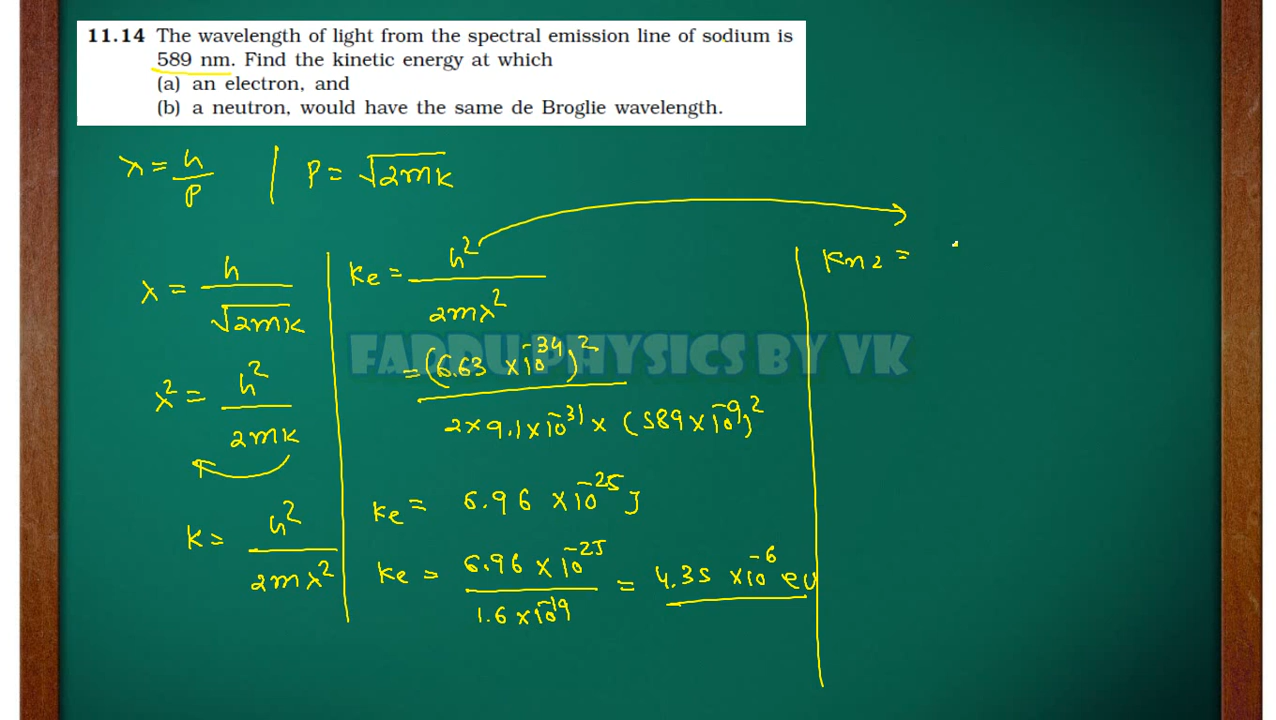 11.14 The wavelength of light from the spectral emission line of sodium is
589 nm. Find the kinetic energy at which
(a) an electron, and
(b) a neutron, would have the same de Broglie wavelength.
λ = h/P | P = √2mk
λ = h/√2mk
λ² = h²/2mk
k = h²/2mλ²
Ke = h²/2mλ²
= (6.63 × 10⁻³⁴)²/2 × 9.1 × 10⁻³¹ × (589 × 10⁻⁹)²
Ke = 6.96 × 10⁻²⁵ J
Ke = 6.96 × 10⁻²⁵/1.6 × 10⁻¹⁹ = 4.35 × 10⁻⁶ eV
Kn 2 =
FADDU PHYSICS BY VK